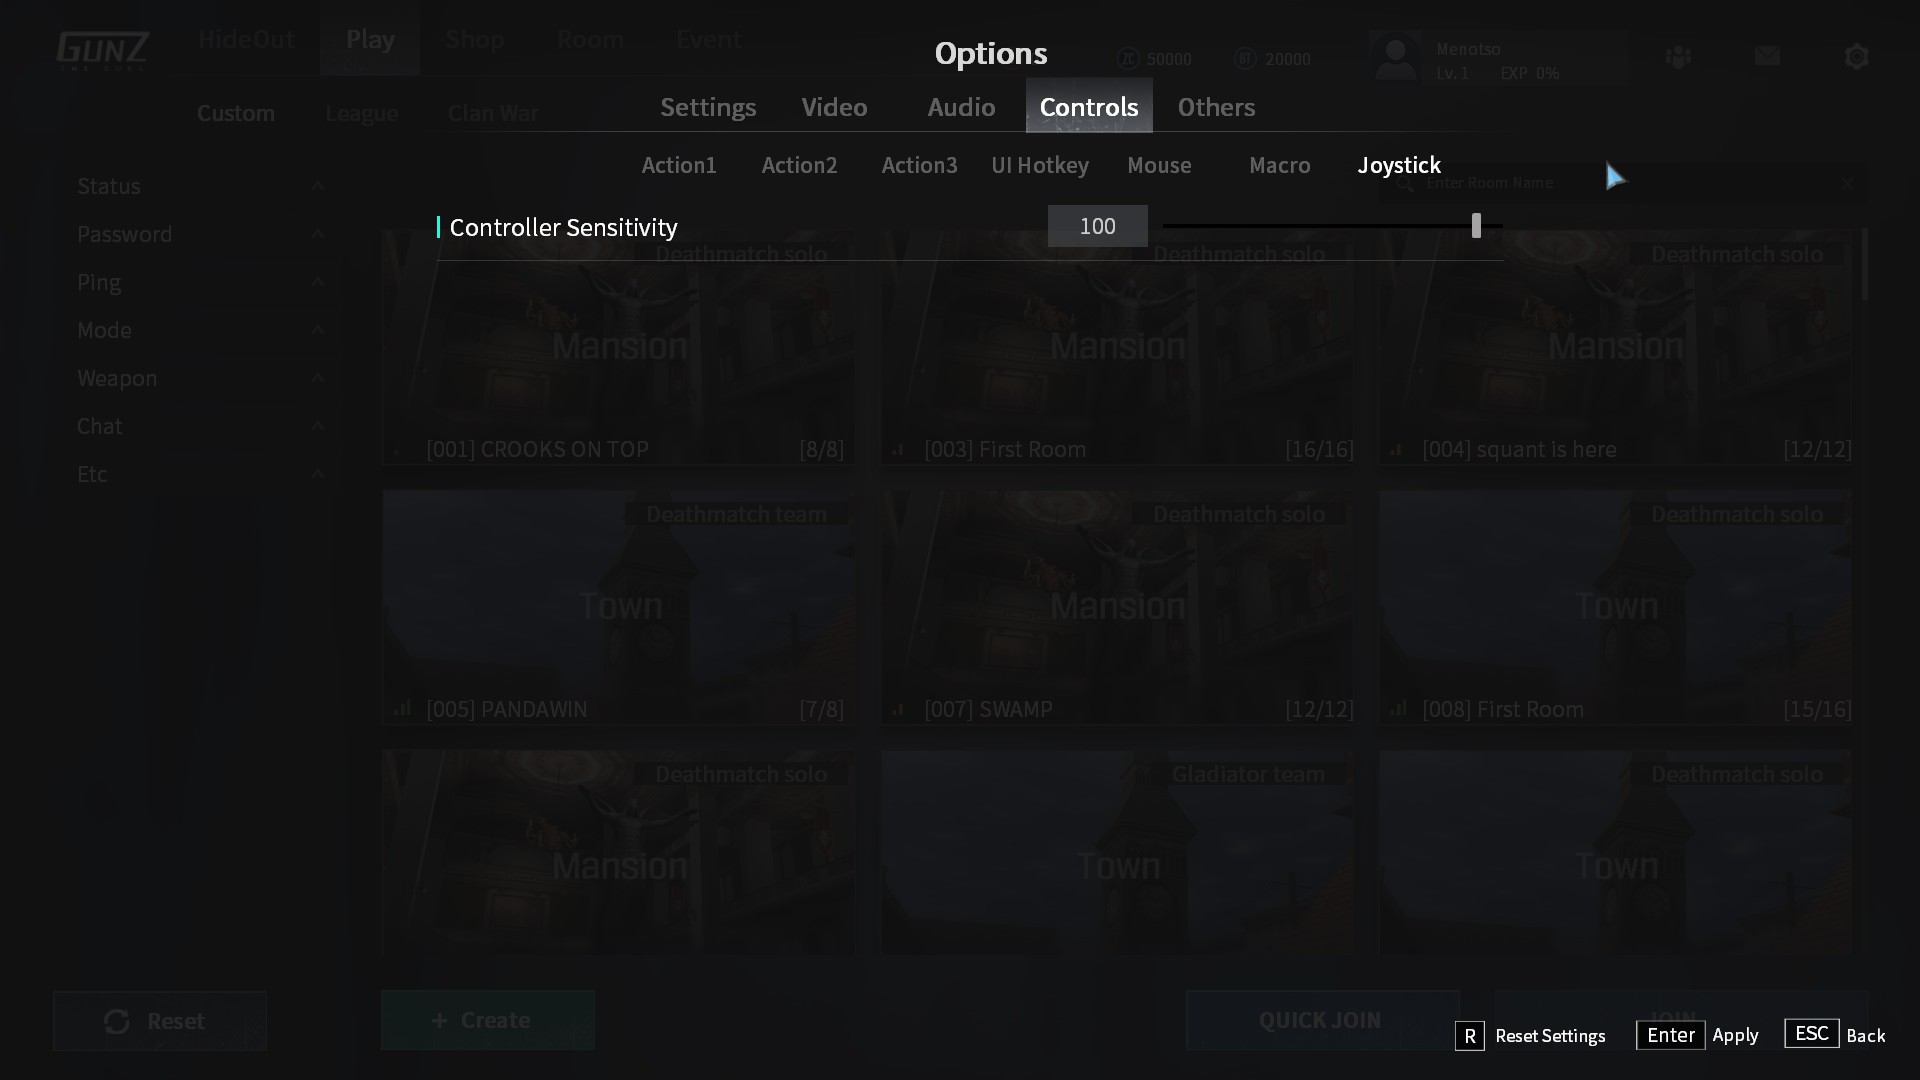 GUNZ
HideOut
Play
Shop
Room
Event
Options
ZC 50000
BT 20000
Menotso
Lv.1 EXP 0%
Custom
League
Clan War
Settings
Video
Audio
Controls
Others
Action1
Action2
Action3
UI Hotkey
Mouse
Macro
Joystick
Enter Room Name
Controller Sensitivity
100
Status
Password
Ping
Mode
Weapon
Chat
Etc
Deathmatch solo
Mansion
[001] CROOKS ON TOP [8/8]
Deathmatch solo
Mansion
[003] First Room [16/16]
Deathmatch solo
Mansion
[004] squant is here [12/12]
Deathmatch team
Town
[005] PANDAWIN [7/8]
Deathmatch solo
Mansion
[007] SWAMP [12/12]
Deathmatch solo
Town
[008] First Room [15/16]
Deathmatch solo
Mansion
Gladiator team
Town
Deathmatch solo
Town
Reset
+ Create
QUICK JOIN
JOIN
R Reset Settings
Enter Apply
ESC Back